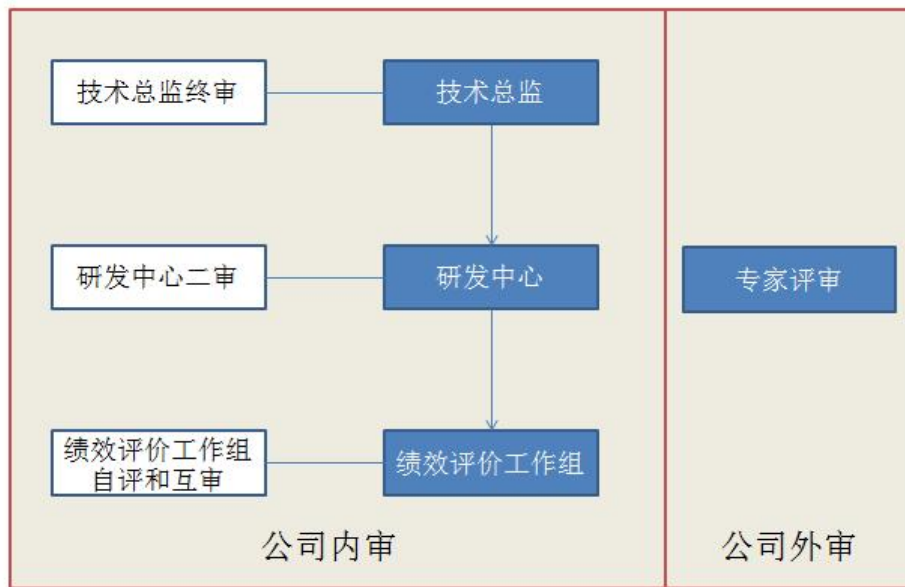 技术总监终审
技术总监
研发中心二审
研发中心
专家评审
绩效评价工作组
自评和互审
绩效评价工作组
公司内审
公司外审